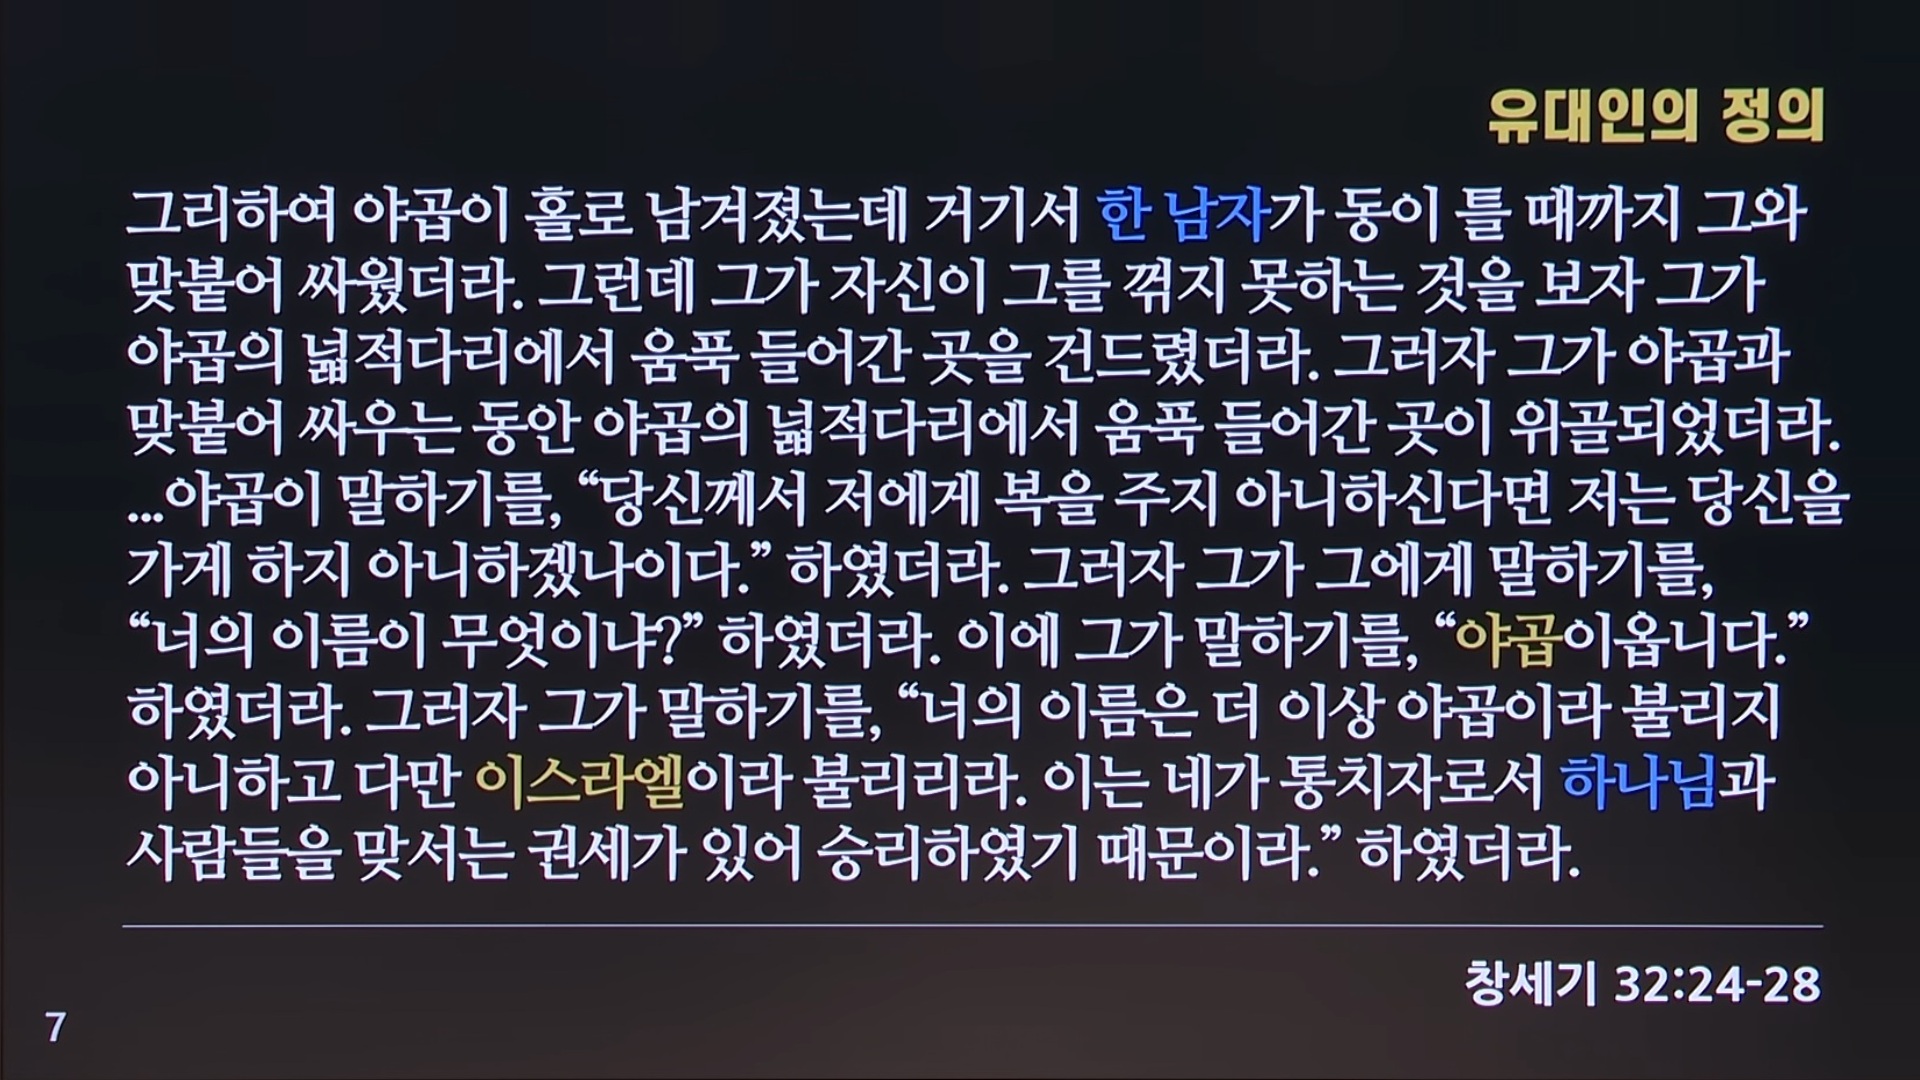 유대인의 정의
그리하여 야곱이 홀로 남겨졌는데 거기서 한 남자가 동이 틀 때까지 그와
맞붙어 싸웠더라. 그런데 그가 자신이 그를 꺾지 못하는 것을 보자 그가
야곱의 넓적다리에서 움푹 들어간 곳을 건드렸더라. 그러자 그가 야곱과
맞붙어 싸우는 동안 야곱의 넓적다리에서 움푹 들어간 곳이 위골되었더라.
...야곱이 말하기를, “당신께서 저에게 복을 주지 아니하신다면 저는 당신을
가게 하지 아니하겠나이다.” 하였더라. 그러자 그가 그에게 말하기를,
“너의 이름이 무엇이냐?” 하였더라. 이에 그가 말하기를, “야곱이옵니다.”
하였더라. 그러자 그가 말하기를, “너의 이름은 더 이상 야곱이라 불리지
아니하고 다만 이스라엘이라 불리리라. 이는 네가 통치자로서 하나님과
사람들을 맞서는 권세가 있어 승리하였기 때문이라.” 하였더라.
창세기 32:24-28
7